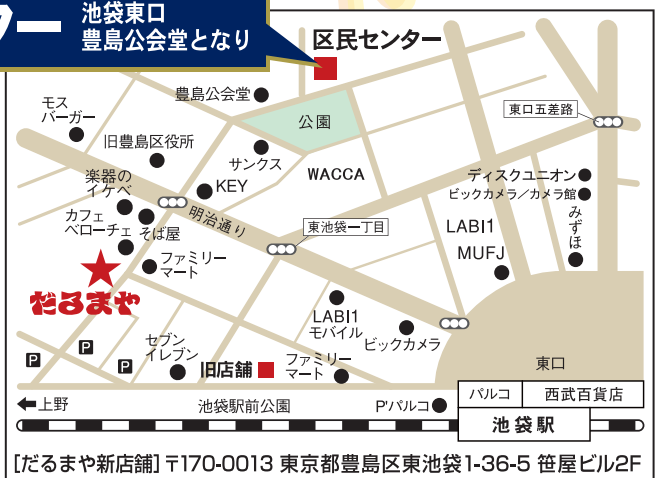 池袋東口
豊島公会堂となり
区民センター
モス
バーガー
豊島公会堂
公園
東口五差路
旧豊島区役所
サンクス
WACCA
ディスクユニオン
楽器の
イケベ
KEY
ビックカメラ/カメラ館
みずほ
カフェ
ベローチェ
そば屋
明治通り
東池袋一丁目
LABI1
MUFJ
ファミリー
マート
だるまや
LABI1
モバイル
ビックカメラ
セブン
イレブン
旧店舗
ファミリー
マート
東口
P
P
P
上野
池袋駅前公園
P'パルコ
パルコ
西武百貨店
池袋駅
[だるまや新店舗]〒170-0013 東京都豊島区東池袋1-36-5 笹屋ビル2F